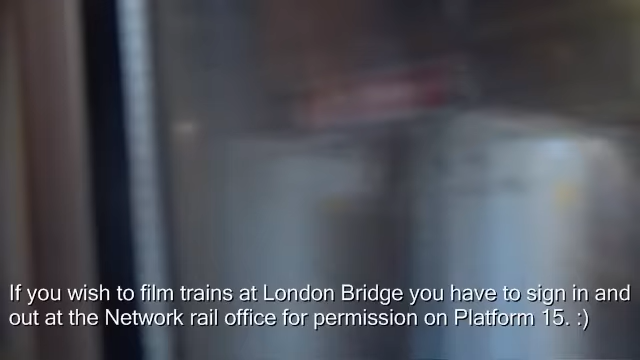 If you wish to film trains at London Bridge you have to sign in and
out at the Network rail office for permission on Platform 15. :)